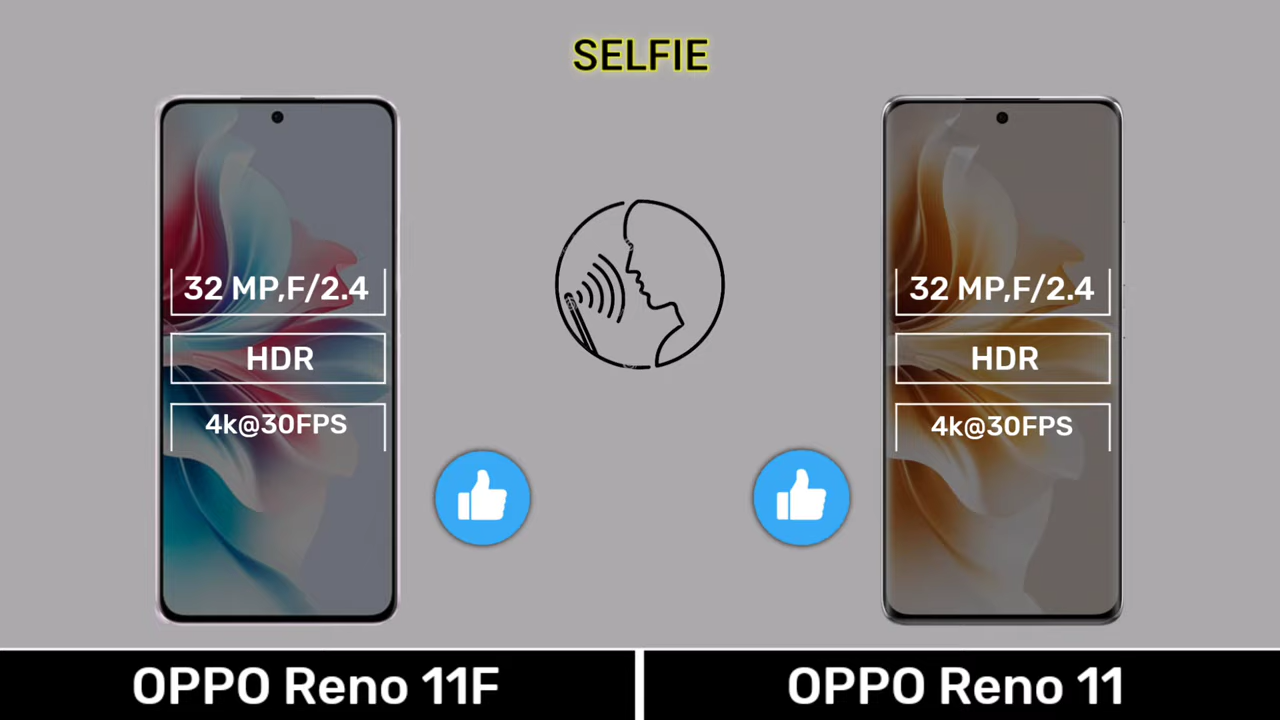 SELFIE
32 MP,F/2.4
HDR
4k@30FPS
32 MP,F/2.4
HDR
4k@30FPS
OPPO Reno 11F
OPPO Reno 11